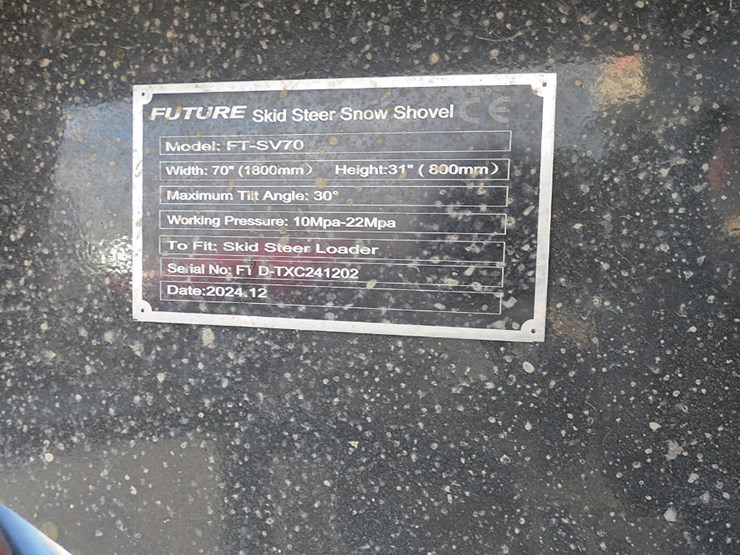 FUTURE Skid Steer Snow Shovel CE
Model: FT-SV70
Width: 70" (1800mm) Height:31" ( 800mm )
Maximum Tilt Angle: 30°
Working Pressure: 10Mpa-22Mpa
To Fit: Skid Steer Loader
Serial No: D-TXC241202
Date:2024.12